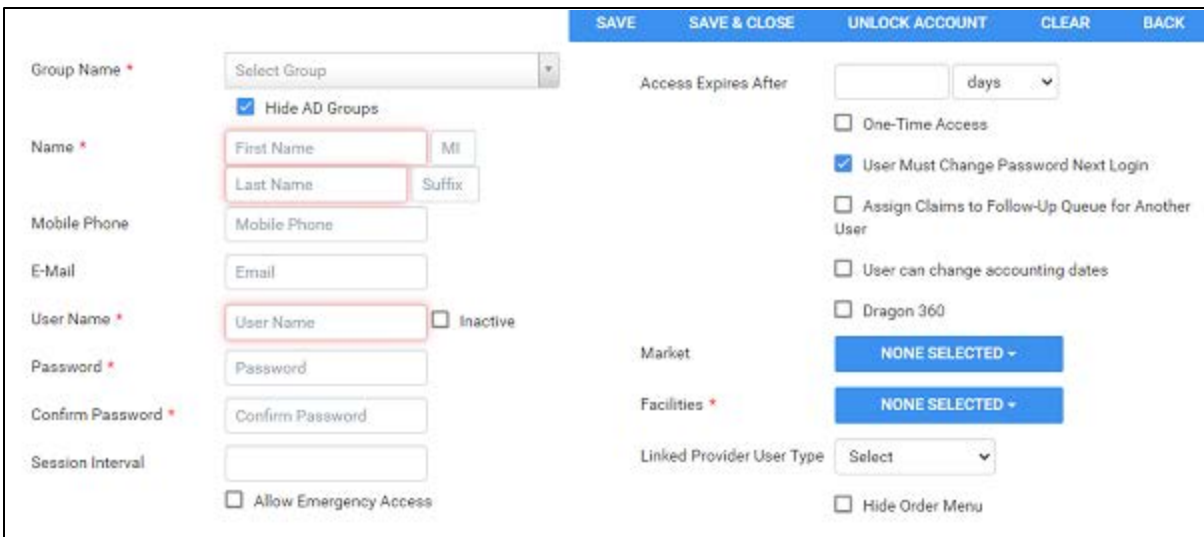 SAVE SAVE & CLOSE UNLOCK ACCOUNT CLEAR BACK
Group Name * Select Group
Hide AD Groups
Name * First Name MI
Last Name Suffix
Mobile Phone Mobile Phone
E-Mail Email
User Name * User Name Inactive
Password * Password
Confirm Password * Confirm Password
Session Interval
Allow Emergency Access
Access Expires After days
One-Time Access
User Must Change Password Next Login
Assign Claims to Follow-Up Queue for Another
User
User can change accounting dates
Dragon 360
Market NONE SELECTED
Facilities * NONE SELECTED
Linked Provider User Type Select
Hide Order Menu